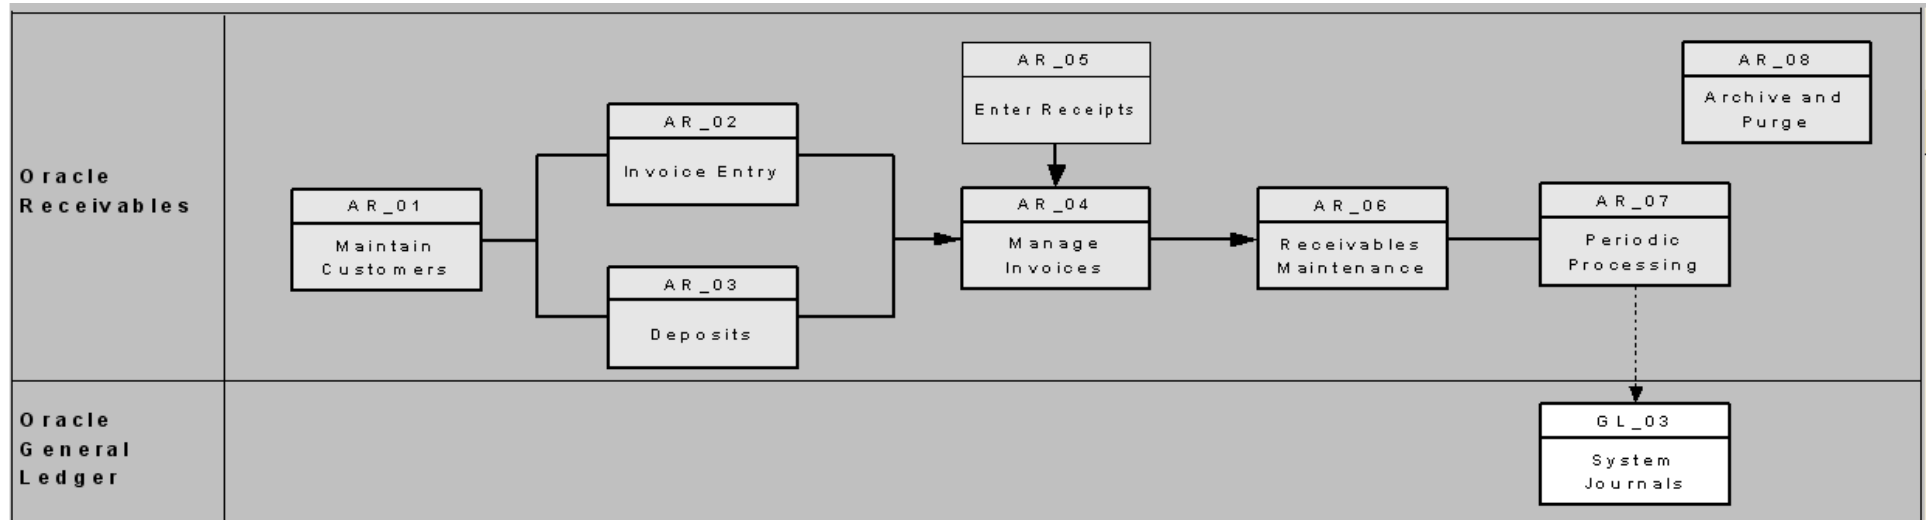 Oracle
Receivables
AR_01
Maintain
Customers
AR_02
Invoice Entry
AR_03
Deposits
AR_05
Enter Receipts
AR_04
Manage
Invoices
AR_06
Receivables
Maintenance
AR_07
Periodic
Processing
AR_08
Archive and
Purge
Oracle
General
Ledger
GL_03
System
Journals